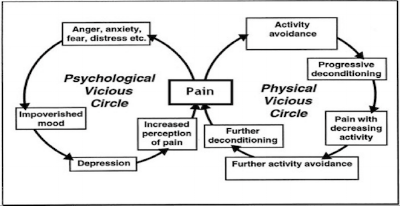 Anger, anxiety,
fear, distress etc.
Psychological
Vicious
Circle
Impoverished
mood
Depression
Increased
perception
of pain
Pain
Activity
avoidance
Progressive
deconditioning
Physical
Vicious
Circle
Pain with
decreasing
activity
Further
deconditioning
Further activity avoidance